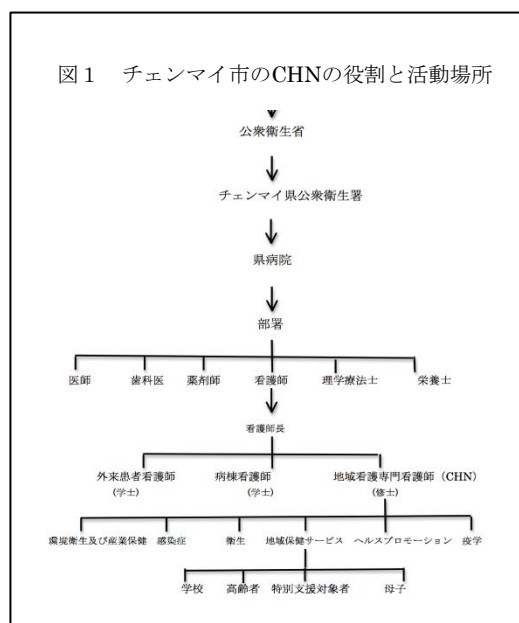 図1 チェンマイ市のCHNの役割と活動場所
公衆衛生省
チェンマイ県公衆衛生署
県病院
部署
医師 歯科医 薬剤師 看護師 理学療法士 栄養士
看護師長
外来患者看護師 病棟看護師 地域看護専門看護師（CHN）
(学士) (学士) (修士)
環境衛生及び産業保健 感染症 衛生 地域保健サービス ヘルスプロモーション 疫学
学校 高齢者 特別支援対象者 母子